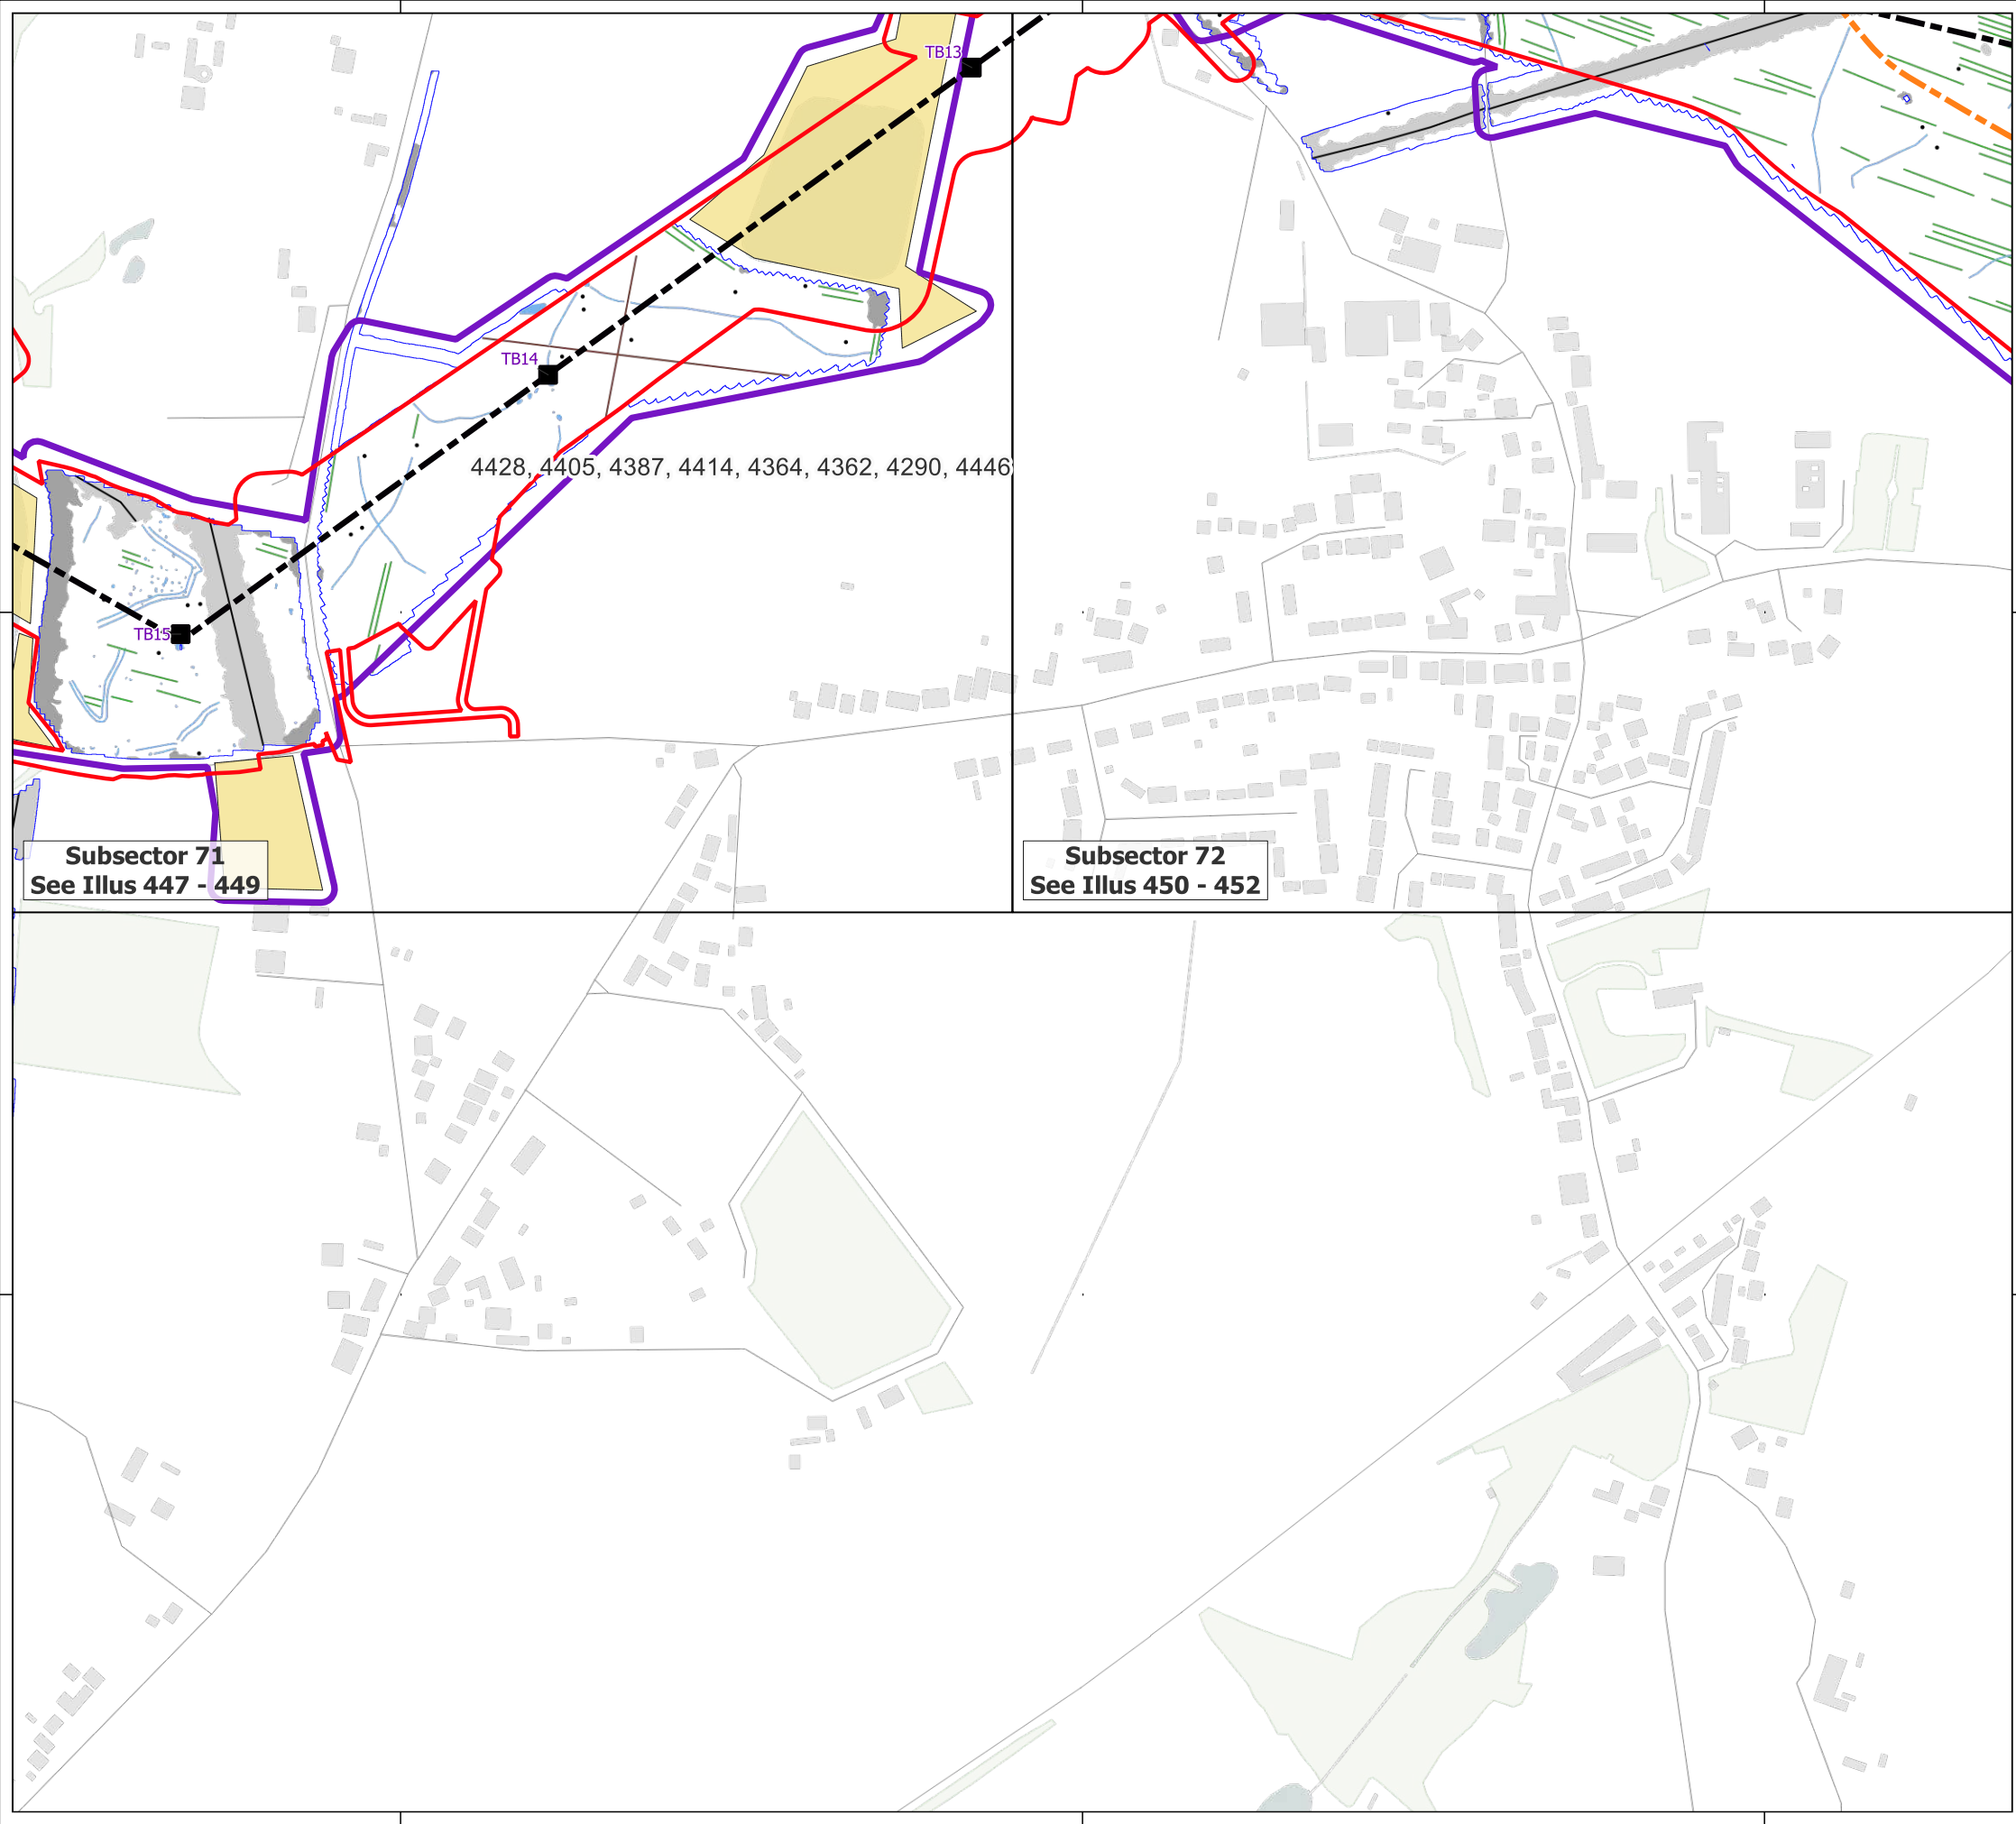 TB13
TB14
4428, 4405, 4387, 4414, 4364, 4362, 4290, 4446
TB15
Subsector 71
See Illus 447 - 449
Subsector 72
See Illus 450 - 452